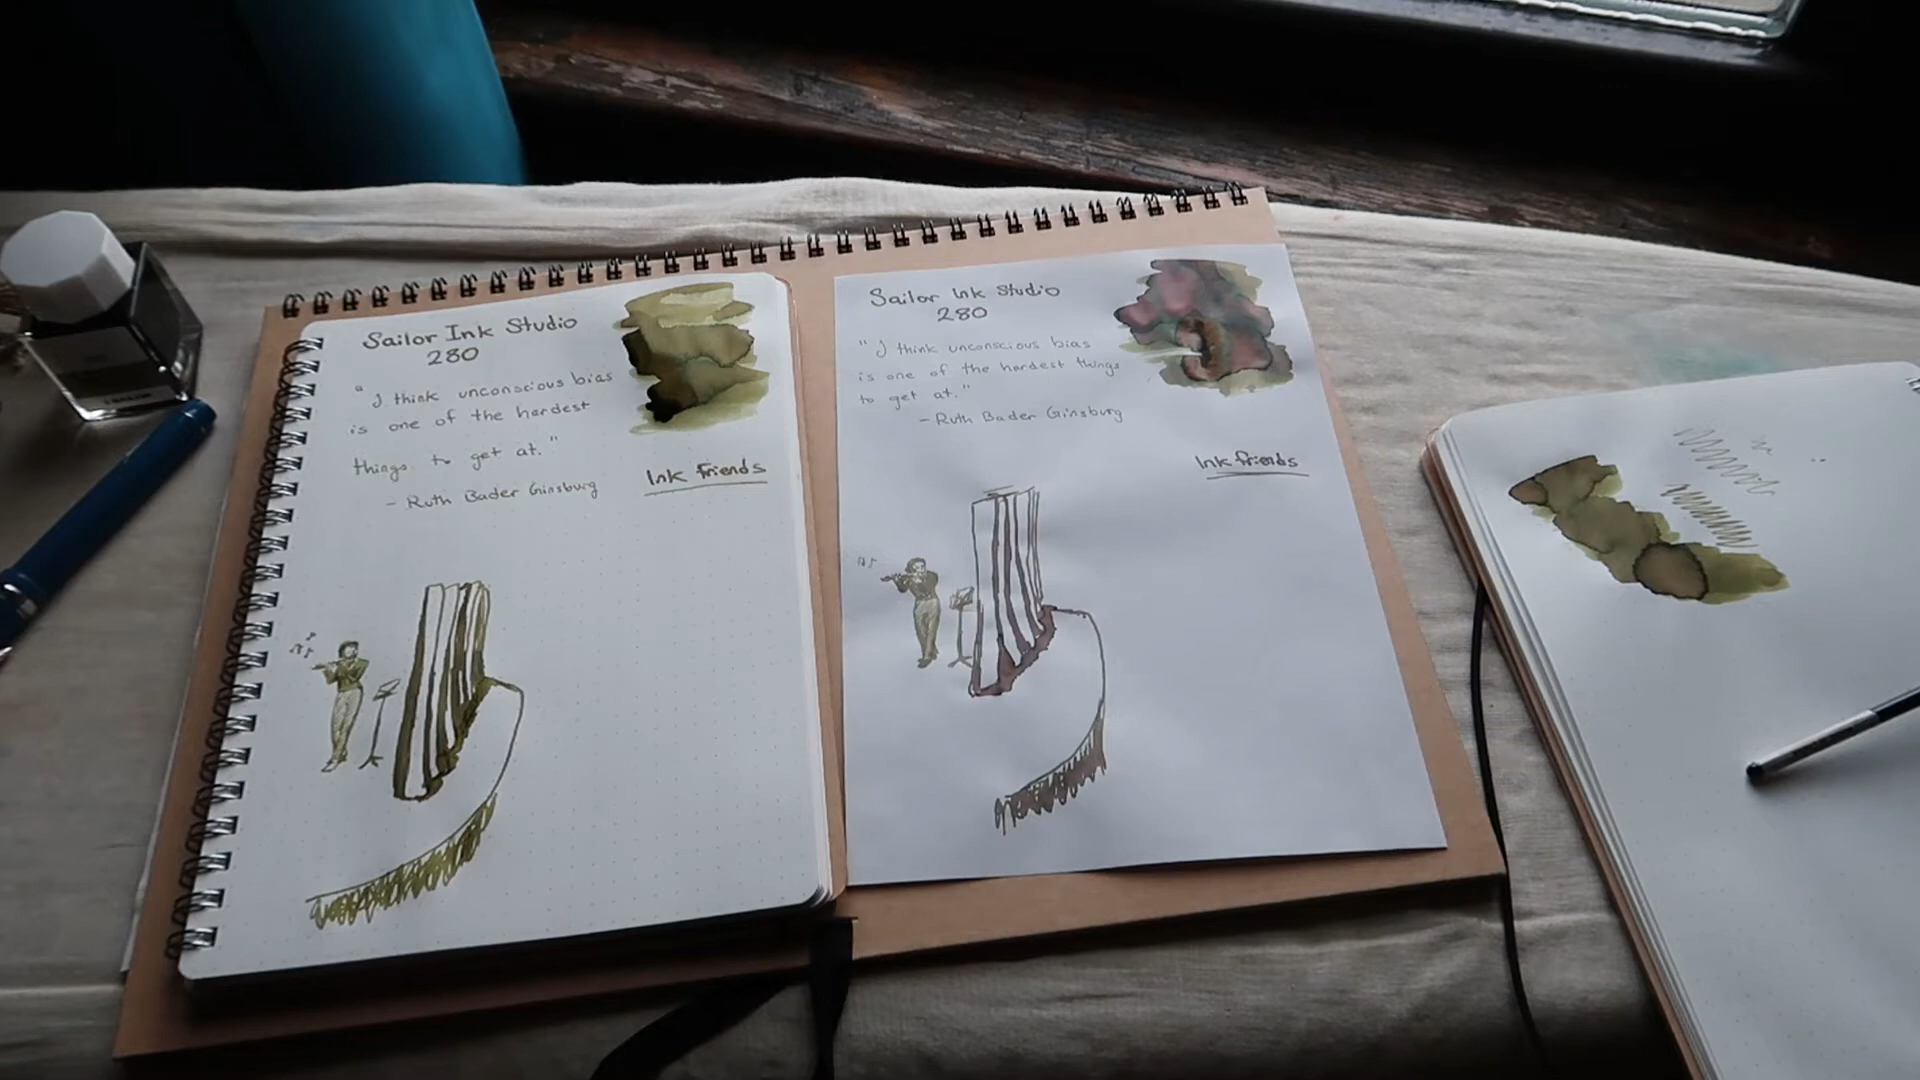 Sailor Ink Studio
280
"I think unconscious bias
is one of the hardest
things to get at."
- Ruth Bader Ginsburg
Ink Friends
Sailor Ink Studio
280
"I think unconscious bias
is one of the hardest things
to get at."
- Ruth Bader Ginsburg
Ink friends